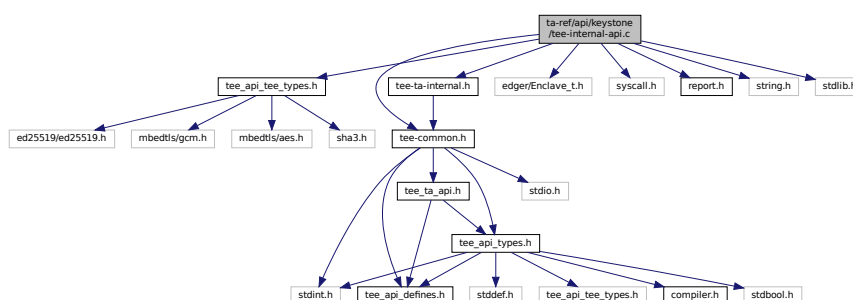 ta-ref/api/keystone
/tee-internal-api.c
tee_api_tee_types.h
tee-ta-internal.h
edger/Enclave_t.h
syscall.h
report.h
string.h
stdlib.h
ed25519/ed25519.h
mbedtls/gcm.h
mbedtls/aes.h
sha3.h
tee-common.h
tee_ta_api.h
stdio.h
tee_api_types.h
stdint.h
tee_api_defines.h
stddef.h
tee_api_tee_types.h
compiler.h
stdbool.h